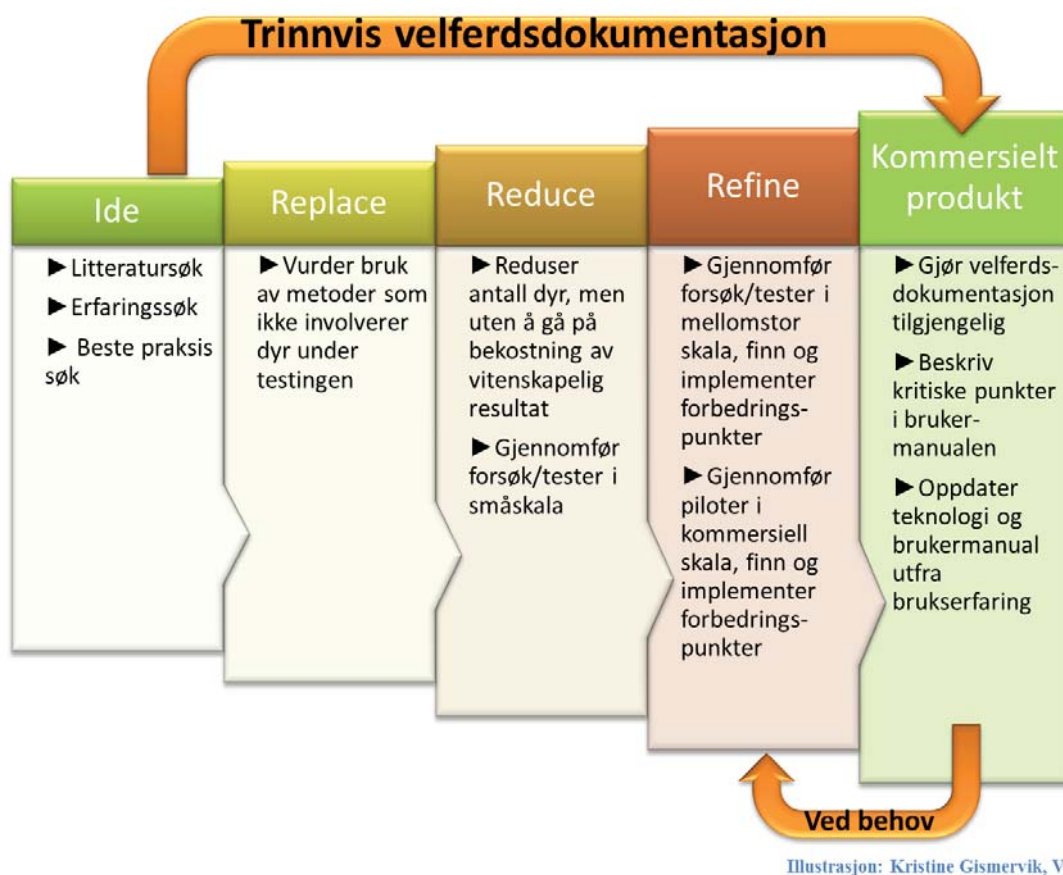 Trinnvis velferdsdokumentasjon
Ide
►Litteratursøk
►Erfaringssøk
► Beste praksis
søk
Replace
►Vurder bruk
av metoder som
ikke involverer
dyr under
testingen
Reduce
►Reduser
antall dyr, men
uten å gå på
bekostning av
vitenskapelig
resultat
►Gjennomfør
forsøk/tester i
småskala
Refine
►Gjennomfør
forsøk/tester i
mellomstor
skala, finn og
implementer
forbedrings-
punkter
►Gjennomfør
piloter i
kommersiell
skala, finn og
implementer
forbedrings-
punkter
Kommersielt
produkt
►Gjør velferds-
dokumentasjon
tilgjengelig
►Beskriv
kritiske punkter
i bruker-
manualen
►Oppdater
teknologi og
brukermanual
utfra
brukserfaring
Ved behov
Illustrasjon: Kristine Gismervik, V